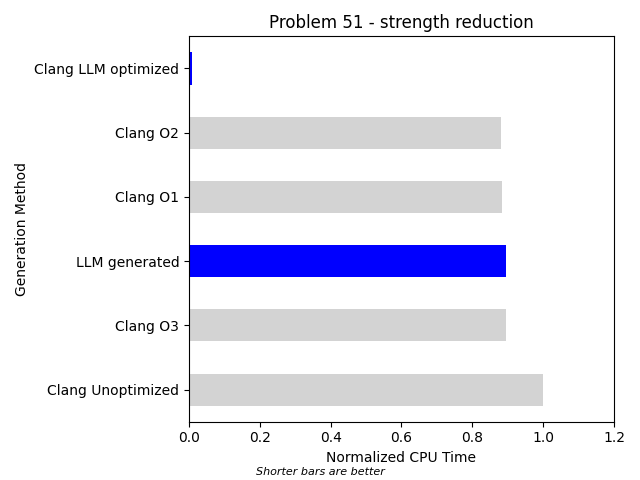 Problem 51 - strength reduction
Generation Method
Clang LLM optimized
Clang O2
Clang O1
LLM generated
Clang O3
Clang Unoptimized
0.0 0.2 0.4 0.6 0.8 1.0 1.2
Normalized CPU Time
Shorter bars are better